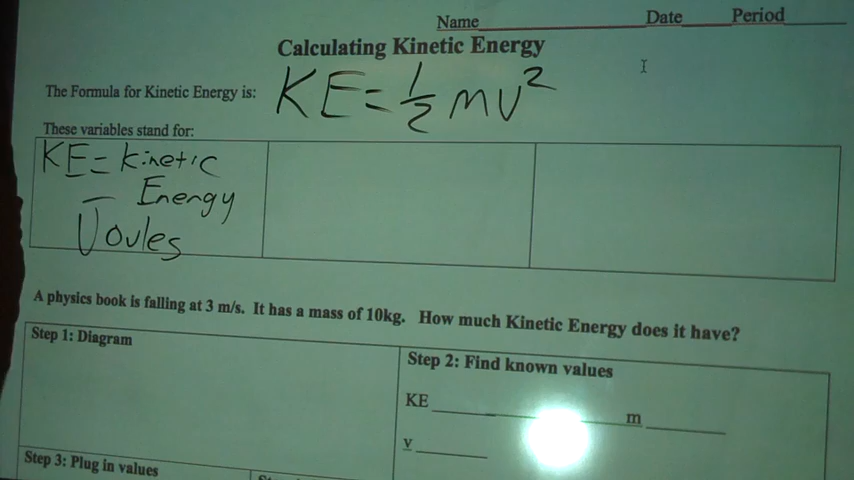 Name Date Period
Calculating Kinetic Energy
The Formula for Kinetic Energy is: KE = 1/2 mv²
These variables stand for:
KE = Kinetic
Energy
Joules
A physics book is falling at 3 m/s. It has a mass of 10kg. How much Kinetic Energy does it have?
Step 1: Diagram
Step 2: Find known values
KE m
v
Step 3: Plug in values